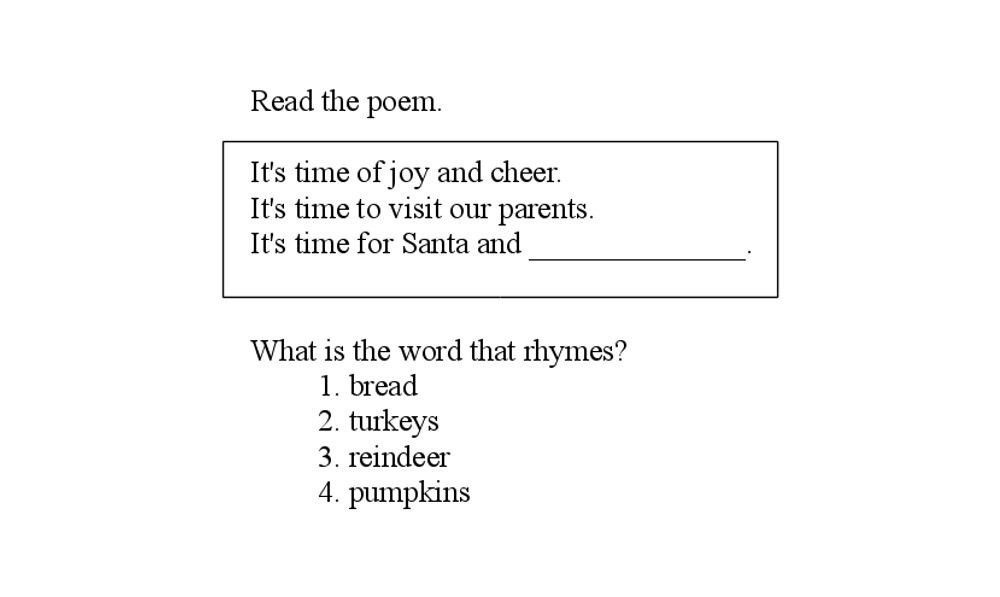 Read the poem.
It's time of joy and cheer.
It's time to visit our parents.
It's time for Santa and _______________.
What is the word that rhymes?
1. bread
2. turkeys
3. reindeer
4. pumpkins